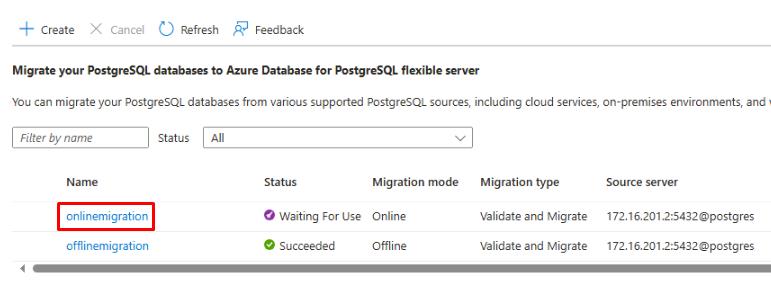 Create Cancel Refresh Feedback
Migrate your PostgreSQL databases to Azure Database for PostgreSQL flexible server
You can migrate your PostgreSQL databases from various supported PostgreSQL sources, including cloud services, on-premises environments, and
Filter by name Status All
Name Status Migration mode Migration type Source server
onlinemigration Waiting For Use Online Validate and Migrate 172.16.201.2:5432@postgres
offlinemigration Succeeded Offline Validate and Migrate 172.16.201.2:5432@postgres